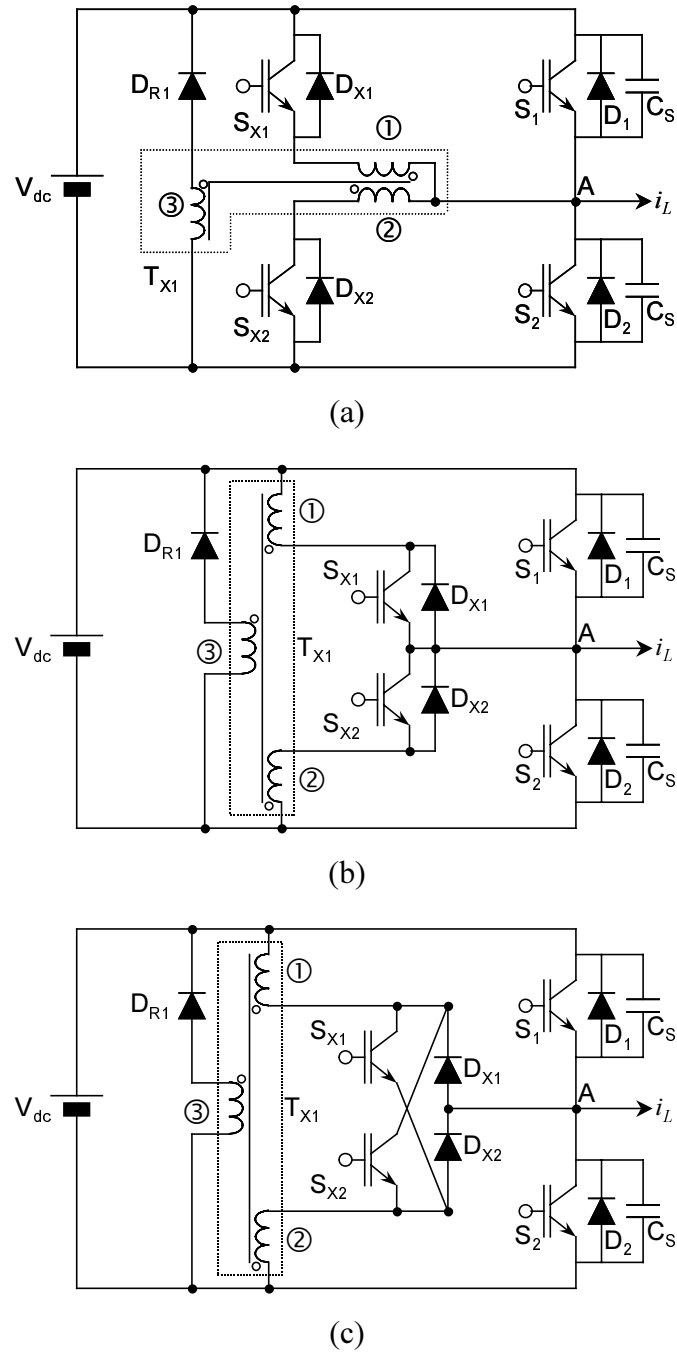 D_R1
S_X1
D_X1
①
S_1
D_1
C_S
V_dc
③
A
i_L
②
T_X1
S_X2
D_X2
S_2
D_2
C_S
(a)
①
D_R1
S_X1
D_X1
S_1
D_1
C_S
V_dc
③
T_X1
A
i_L
S_X2
D_X2
②
S_2
D_2
C_S
(b)
①
D_R1
S_X1
D_X1
S_1
D_1
C_S
V_dc
③
T_X1
A
i_L
S_X2
D_X2
②
S_2
D_2
C_S
(c)